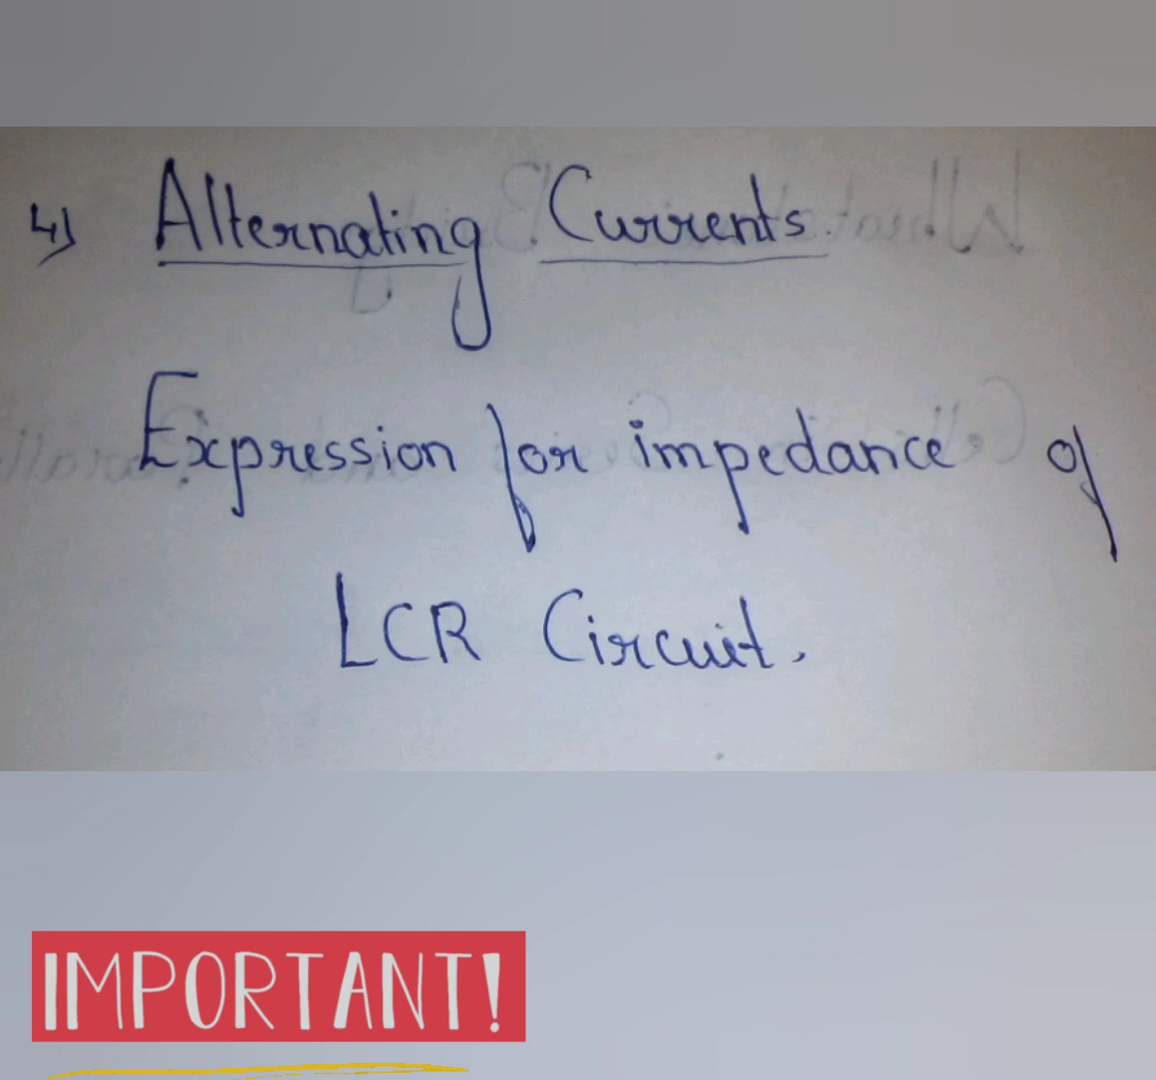 4) Alternating Currents.
Expression for impedance of
LCR Circuit.
IMPORTANT!